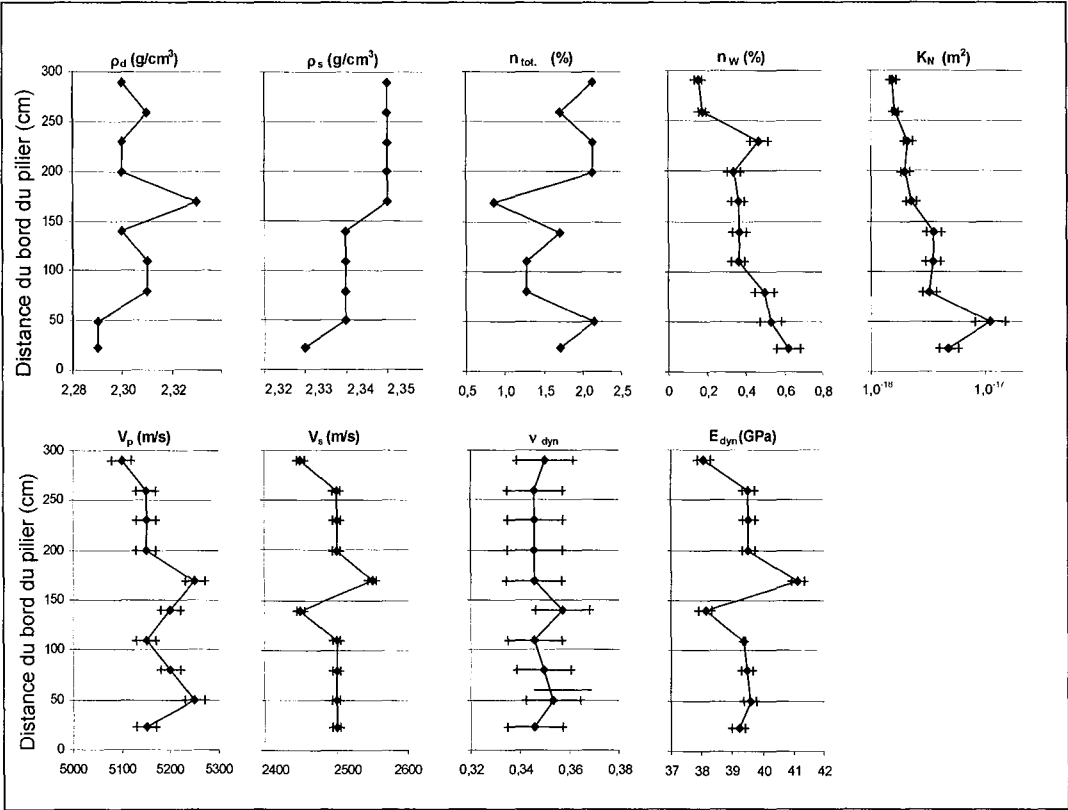 ρd (g/cm³) ρs (g/cm³) ntot. (%) nW (%) KN (m²)
Distance du bord du pilier (cm)
300
250
200
150
100
50
0
2,28 2,30 2,32
2,32 2,33 2,34 2,35
0,5 1,0 1,5 2,0 2,5
0 0,2 0,4 0,6 0,8
1,0⁻¹⁸ 1,0⁻¹⁷
Vp (m/s) Vs (m/s) ν dyn Edyn (GPa)
Distance du bord du pilier (cm)
300
250
200
150
100
50
0
5000 5100 5200 5300
2400 2500 2600
0,32 0,34 0,36 0,38
37 38 39 40 41 42